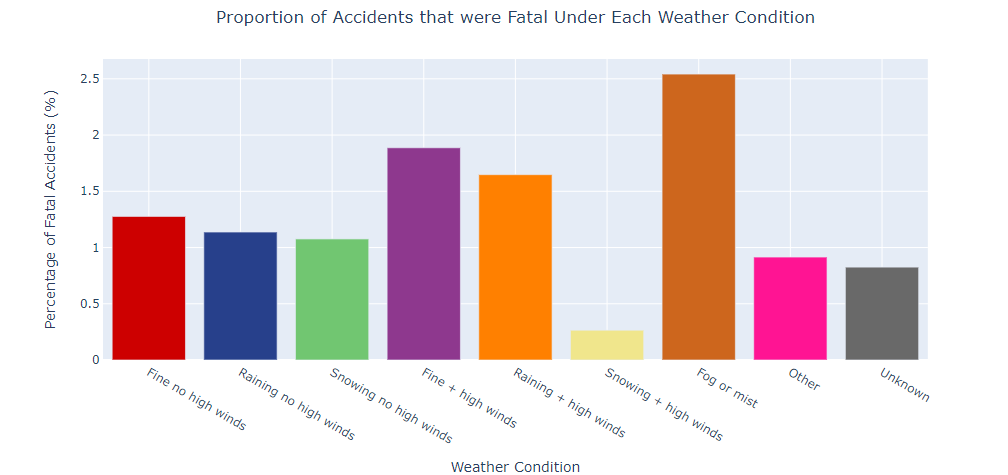 Proportion of Accidents that were Fatal Under Each Weather Condition
Percentage of Fatal Accidents (%)
2.5
2
1.5
1
0.5
0
Fine no high winds
Raining no high winds
Snowing no high winds
Fine + high winds
Raining + high winds
Snowing + high winds
Fog or mist
Other
Unknown
Weather Condition